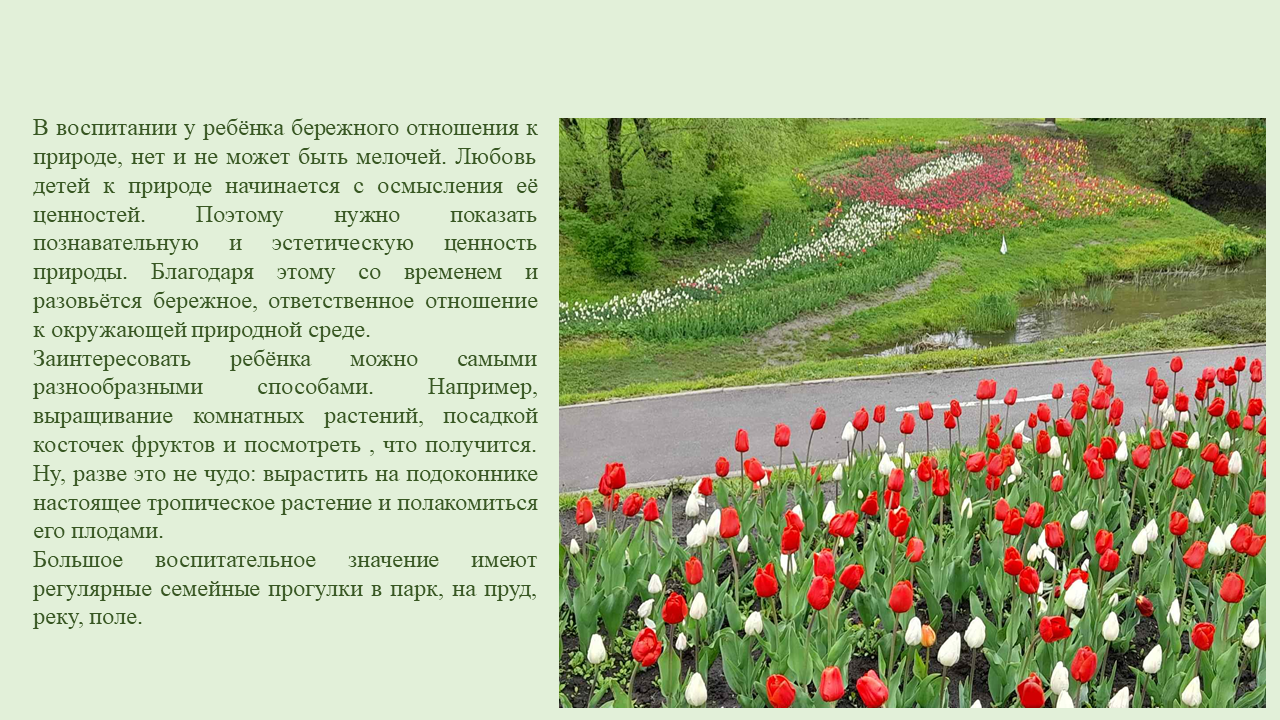 В воспитании у ребёнка бережного отношения к
природе, нет и не может быть мелочей. Любовь
детей к природе начинается с осмысления её
ценностей. Поэтому нужно показать
познавательную и эстетическую ценность
природы. Благодаря этому со временем и
разовьётся бережное, ответственное отношение
к окружающей природной среде.
Заинтересовать ребёнка можно самыми
разнообразными способами. Например,
выращивание комнатных растений, посадкой
косточек фруктов и посмотреть , что получится.
Ну, разве это не чудо: вырастить на подоконнике
настоящее тропическое растение и полакомиться
его плодами.
Большое воспитательное значение имеют
регулярные семейные прогулки в парк, на пруд,
реку, поле.